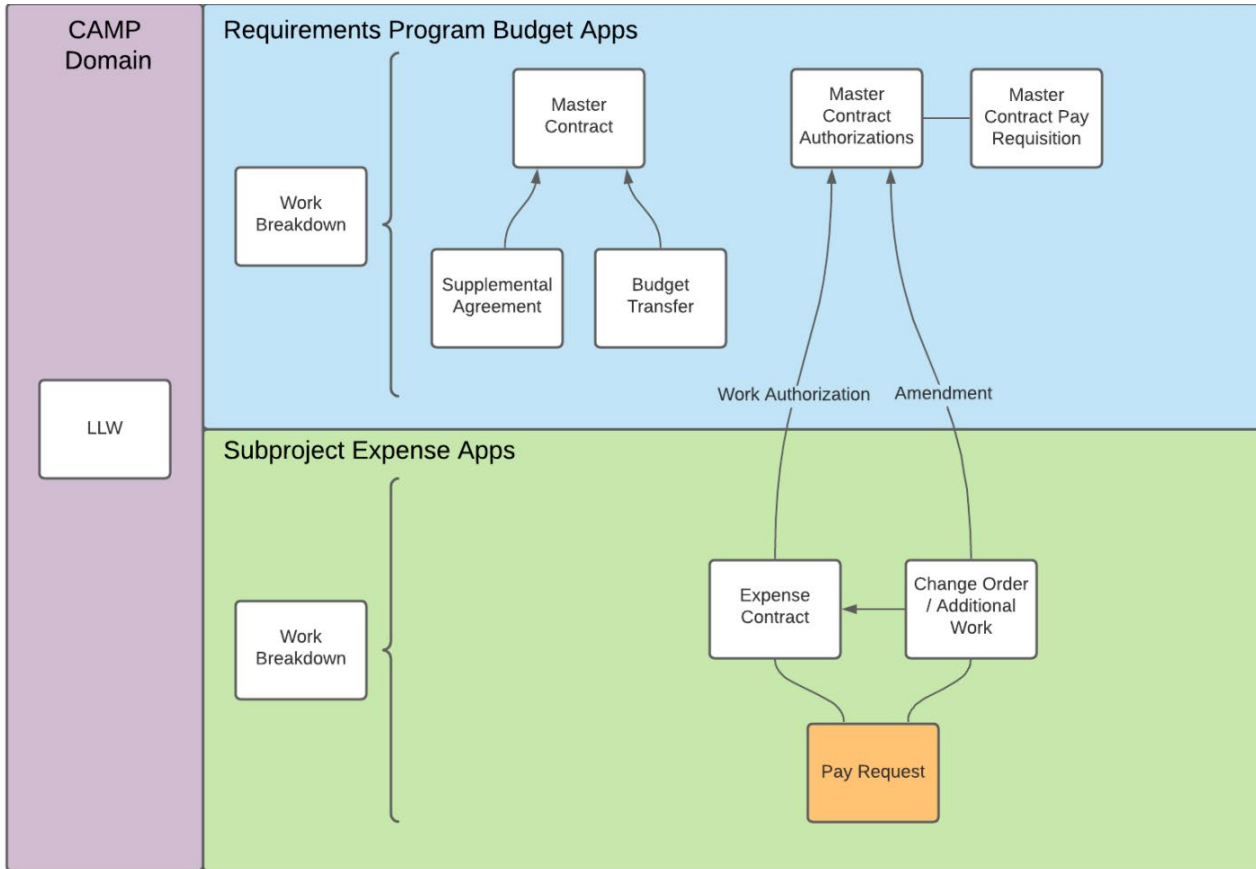 CAMP
Domain
Requirements Program Budget Apps
Master
Contract
Master
Contract
Authorizations
Master
Contract Pay
Requisition
Work
Breakdown
Supplemental
Agreement
Budget
Transfer
Work Authorization
Amendment
LLW
Subproject Expense Apps
Expense
Contract
Change Order
/ Additional
Work
Work
Breakdown
Pay Request